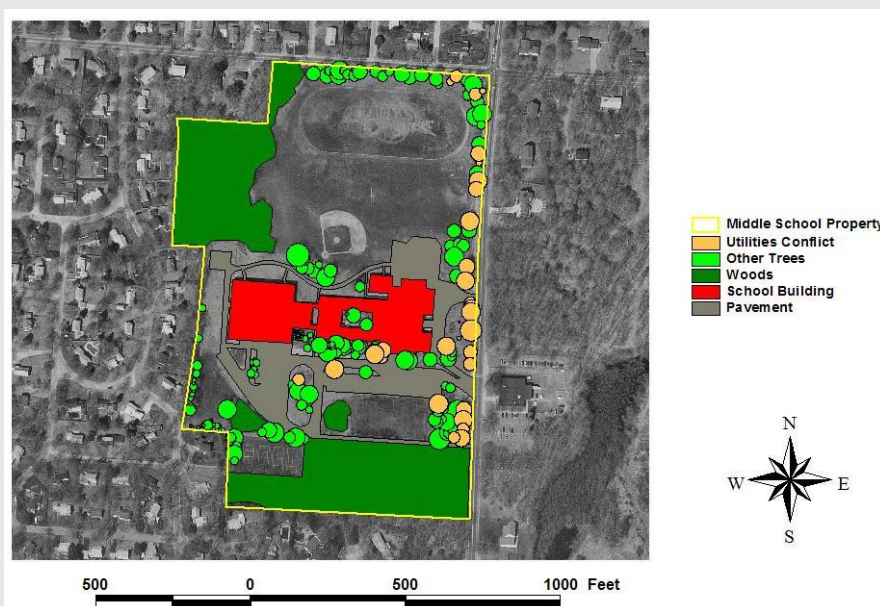 Middle School Property
Utilities Conflict
Other Trees
Woods
School Building
Pavement
N
W E
S
500 0 500 1000 Feet